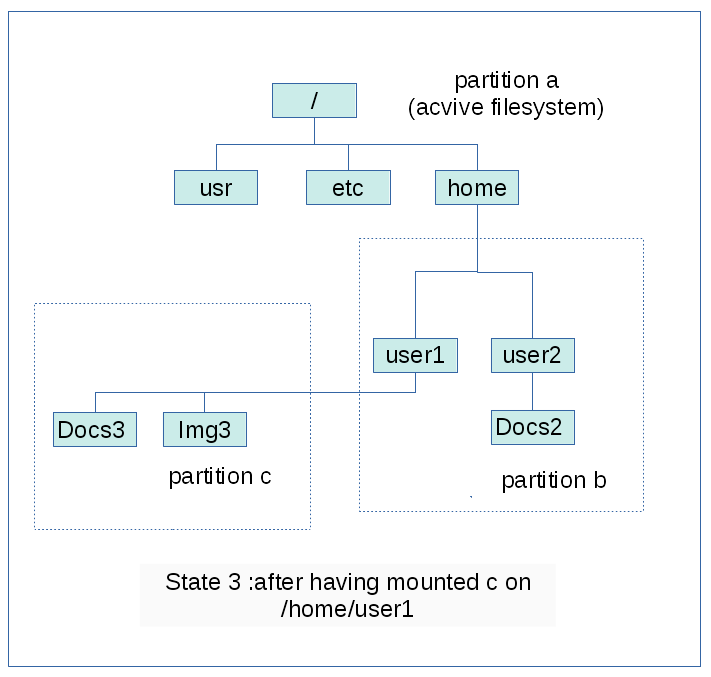 partition a
(acvive filesystem)
/
usr
etc
home
user1
user2
Docs3
Img3
Docs2
partition c
partition b
State 3 :after having mounted c on
/home/user1